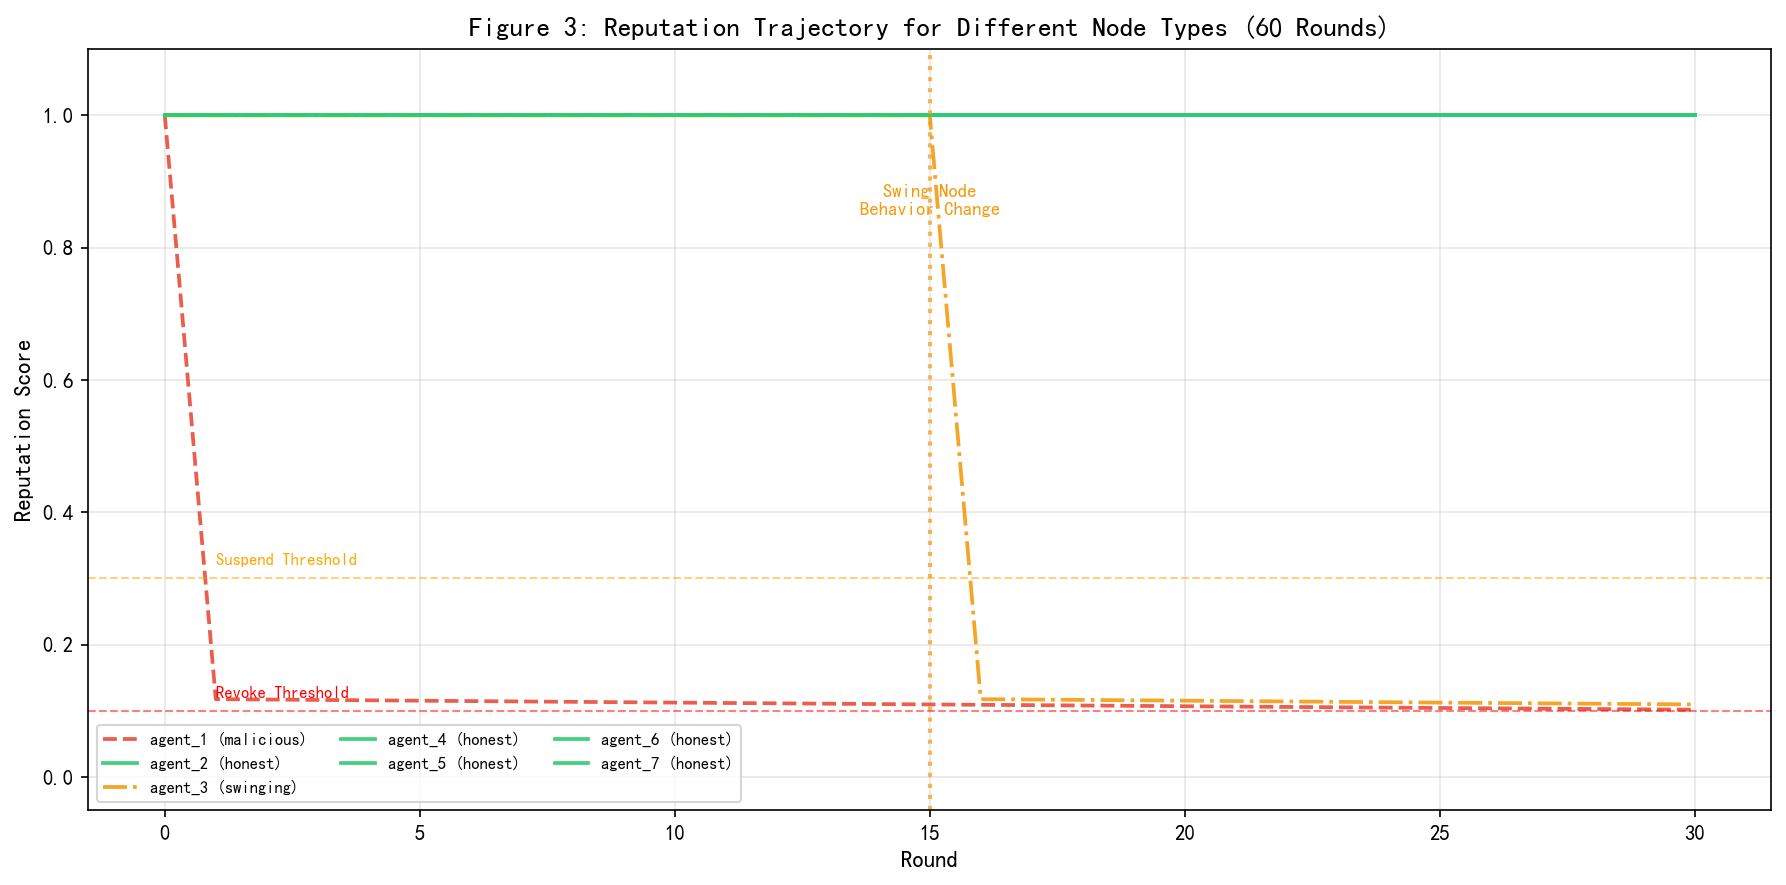 Figure 3: Reputation Trajectory for Different Node Types (60 Rounds)
Reputation Score
1.0
0.8
0.6
0.4
0.2
0.0
Swing Node
Behavior Change
Suspend Threshold
Revoke Threshold
agent_1 (malicious)
agent_2 (honest)
agent_3 (swinging)
agent_4 (honest)
agent_5 (honest)
agent_6 (honest)
agent_7 (honest)
0 5 10 15 20 25 30
Round